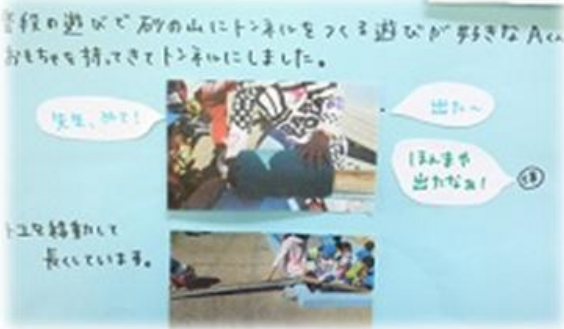 普段の遊びで砂の山にトンネルをつくる遊びが好きなAくん
おもちゃを持ってきてトンネルにしました。
先生、みて!
出た〜
ほんまや
出たなぁ!
トユを移動して
長くしています。